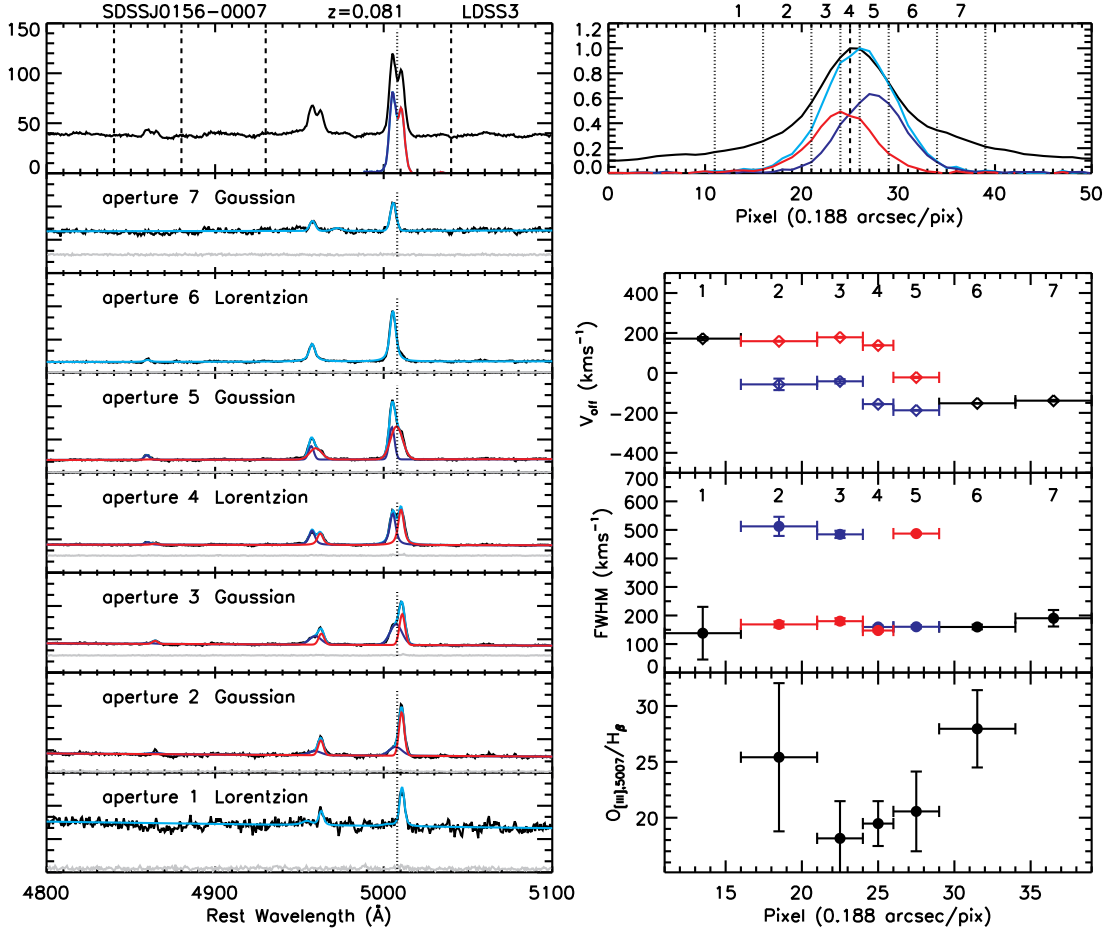 SDSSJ0156-0007 z=0.081 LDSS3
150
100
50
0
aperture 7 Gaussian
aperture 6 Lorentzian
aperture 5 Gaussian
aperture 4 Lorentzian
aperture 3 Gaussian
aperture 2 Gaussian
aperture 1 Lorentzian
4800 4900 5000 5100
Rest Wavelength (Å)
1 2 3 4 5 6 7
1.2
1.0
0.8
0.6
0.4
0.2
0.0
0 10 20 30 40 50
Pixel (0.188 arcsec/pix)
1 2 3 4 5 6 7
400
200
0
-200
-400
V_off (kms⁻¹)
1 2 3 4 5 6 7
700
600
500
400
300
200
100
0
FWHM (kms⁻¹)
30
25
20
O_[III],5007/H_β
15 20 25 30 35
Pixel (0.188 arcsec/pix)